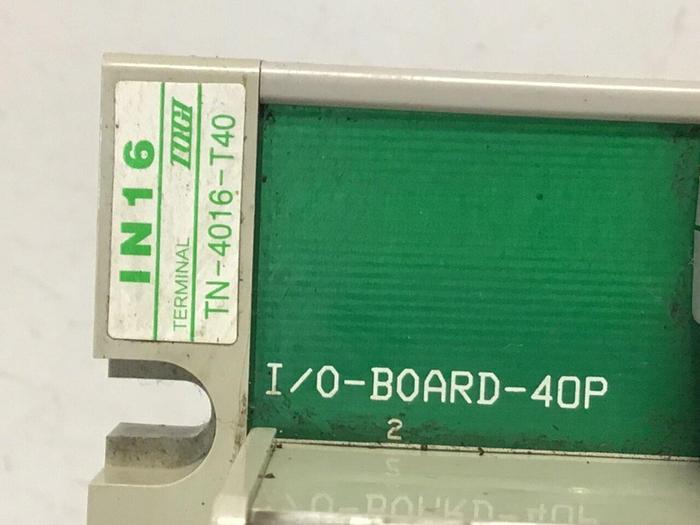 IN16
TERMINAL TOGI
TN-4016-T40
I/O-BOARD-40P
2